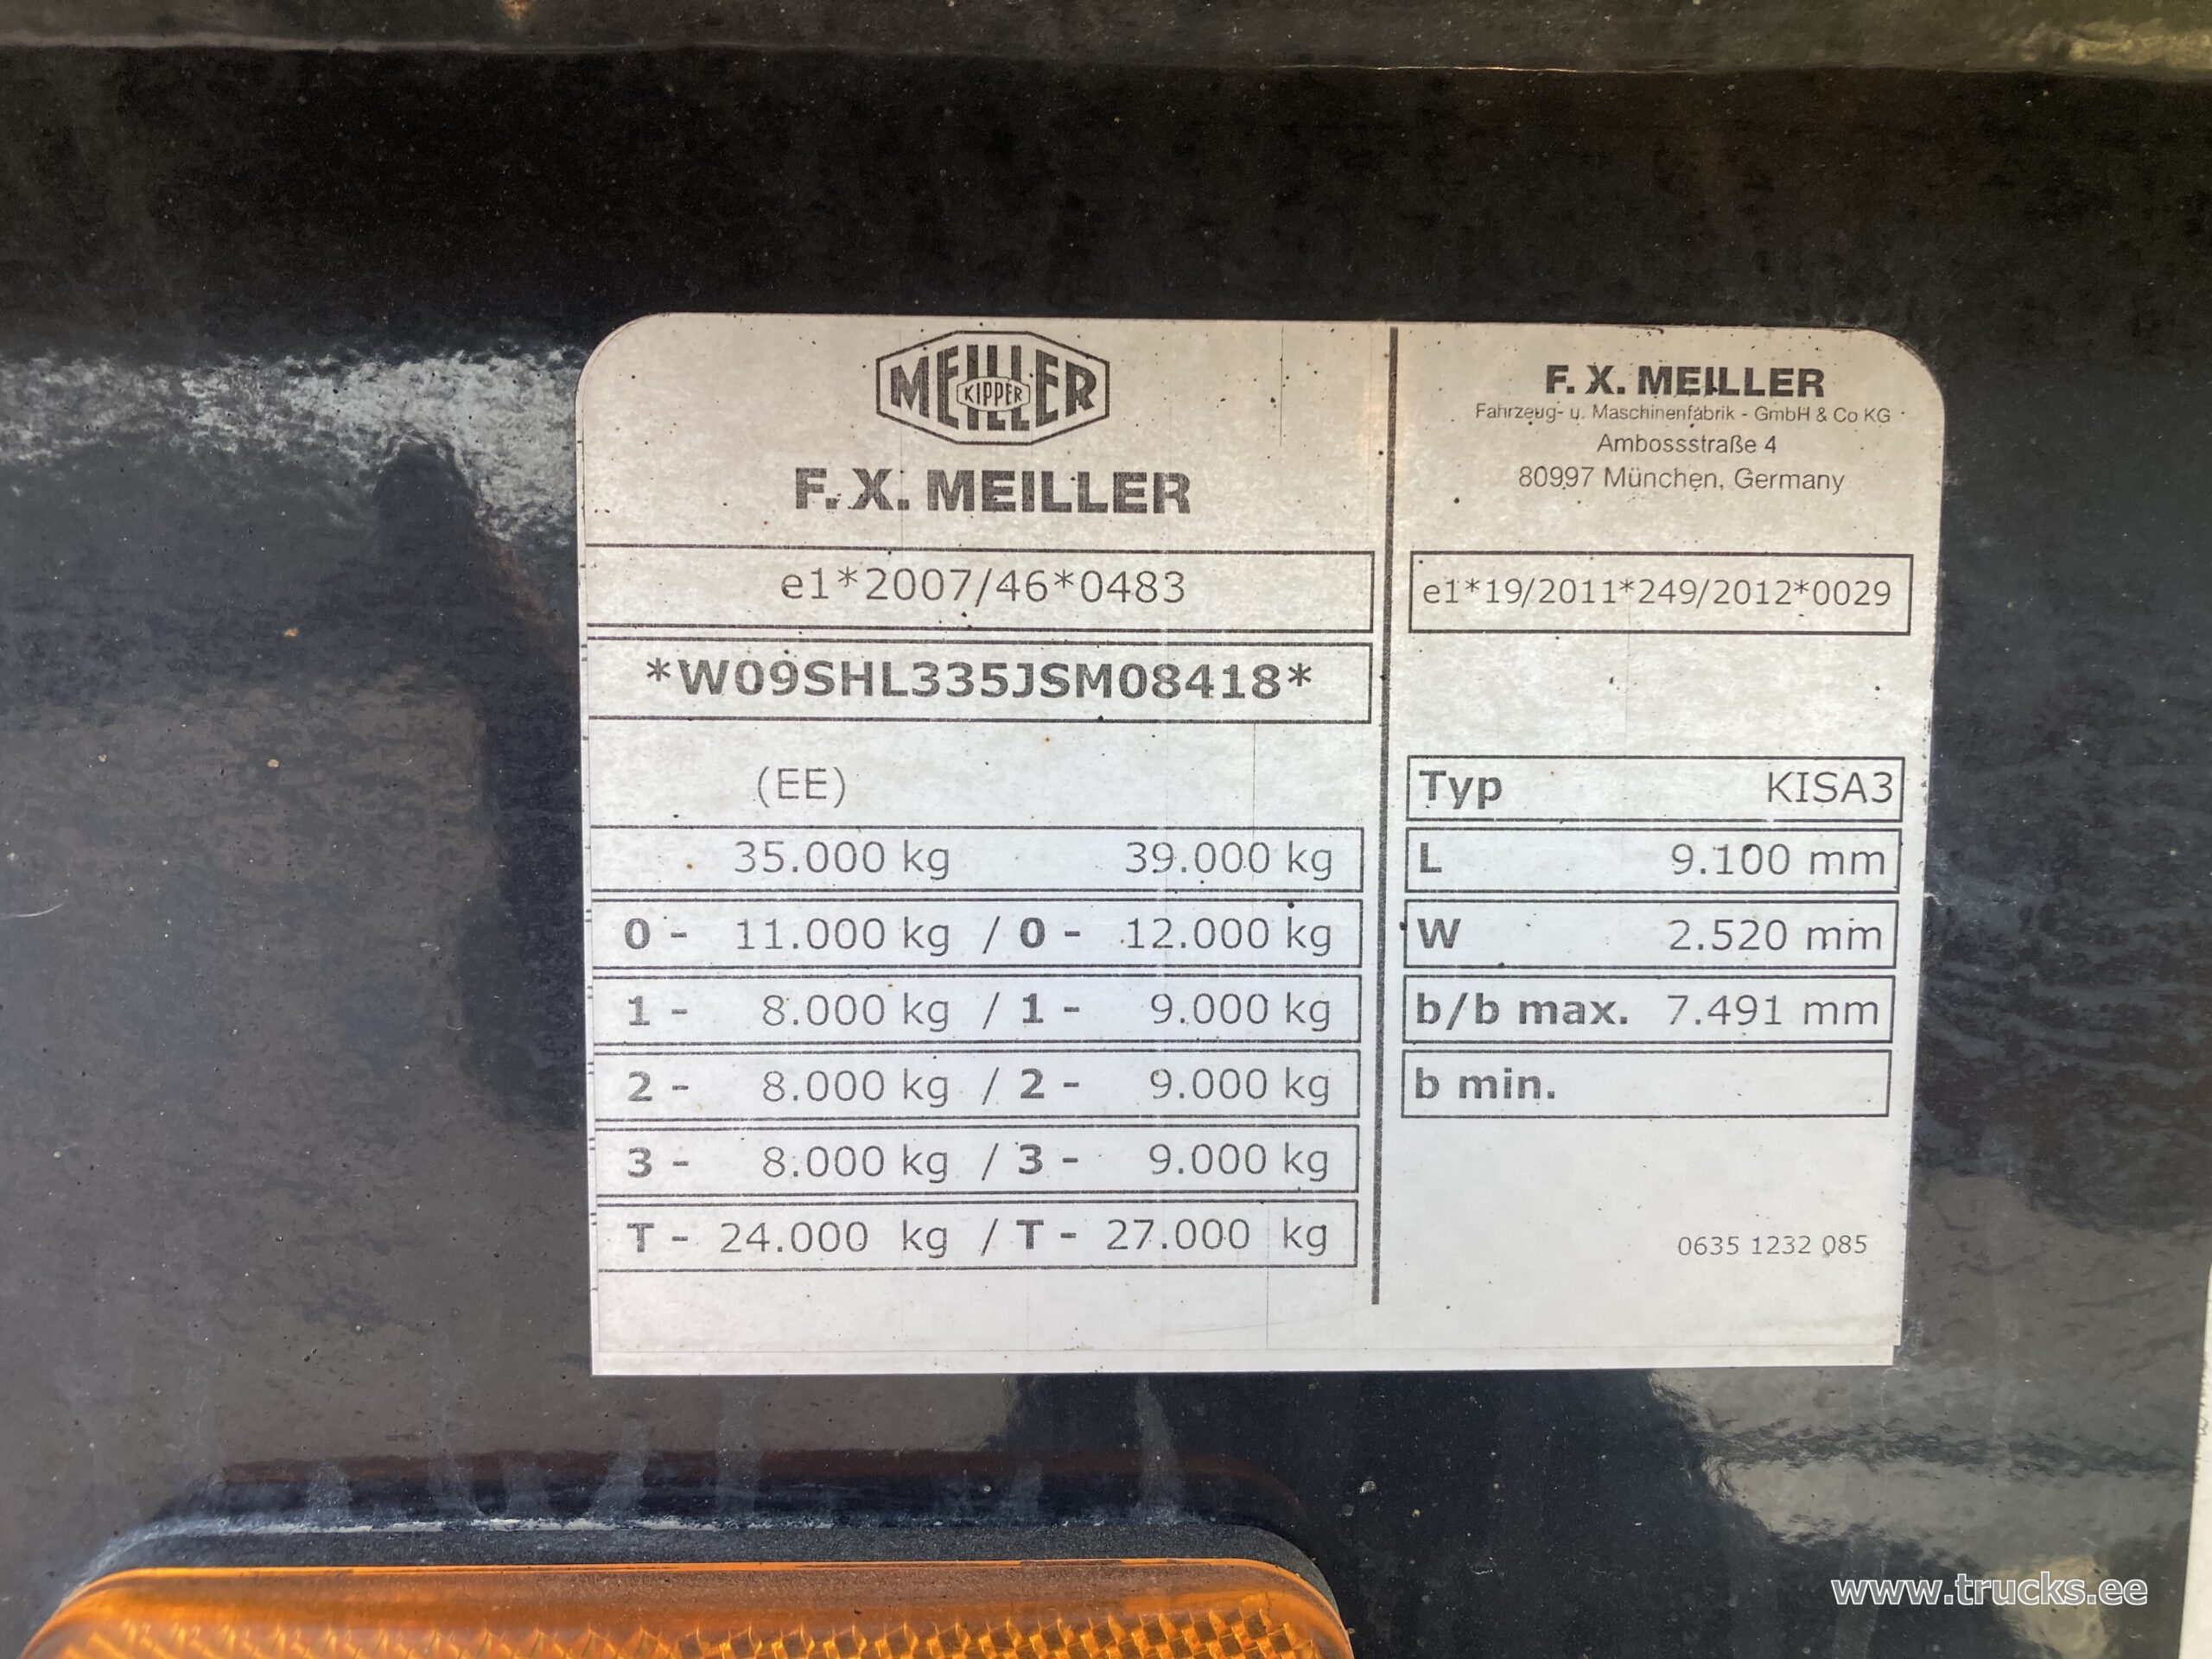 MEILLER
KIPPER
F. X. MEILLER
e1*2007/46*0483
*W09SHL335JSM08418*
(EE)
35.000 kg 39.000 kg
0 - 11.000 kg / 0 - 12.000 kg
1 - 8.000 kg / 1 - 9.000 kg
2 - 8.000 kg / 2 - 9.000 kg
3 - 8.000 kg / 3 - 9.000 kg
T - 24.000 kg / T - 27.000 kg
F. X. MEILLER
Fahrzeug- u. Maschinenfabrik - GmbH & Co KG
Ambossstraße 4
80997 München, Germany
e1*19/2011*249/2012*0029
Typ KISA3
L 9.100 mm
W 2.520 mm
b/b max. 7.491 mm
b min.
0635 1232 085
www.trucks.ee